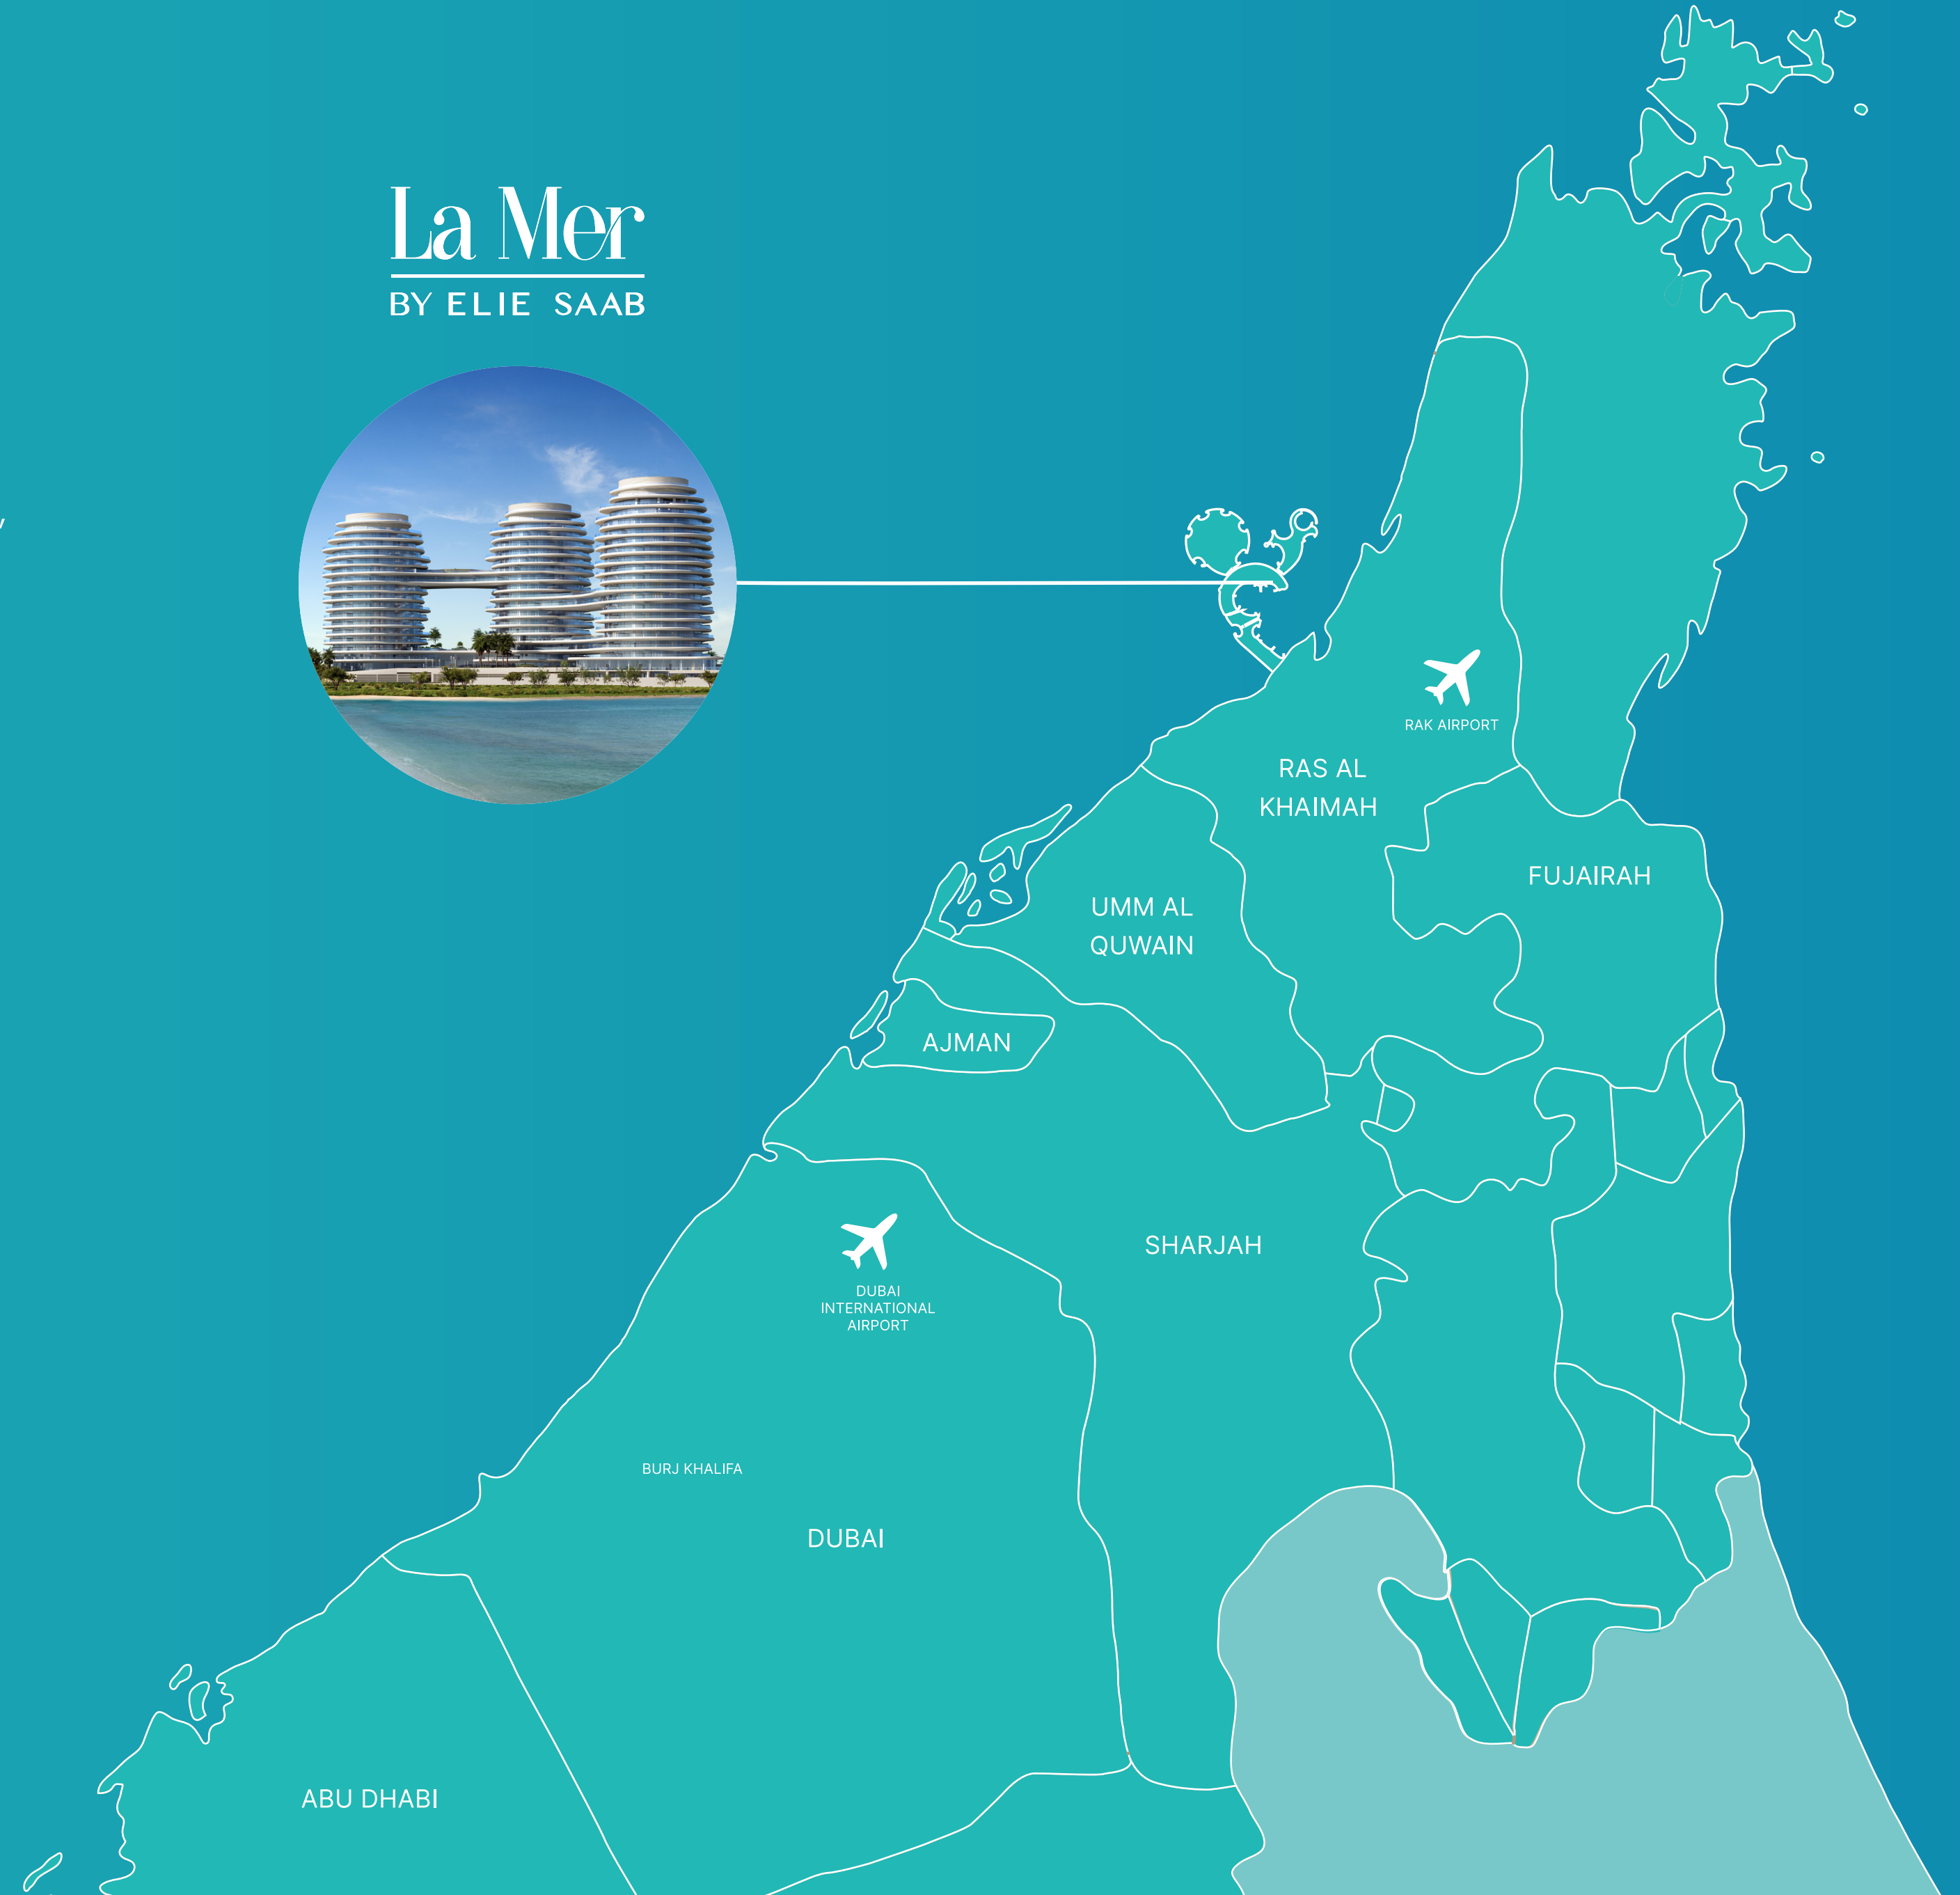 La Mer
BY ELIE SAAB
RAK AIRPORT
RAS AL
KHAIMAH
FUJAIRAH
UMM AL
QUWAIN
AJMAN
SHARJAH
DUBAI
INTERNATIONAL
AIRPORT
BURJ KHALIFA
DUBAI
ABU DHABI